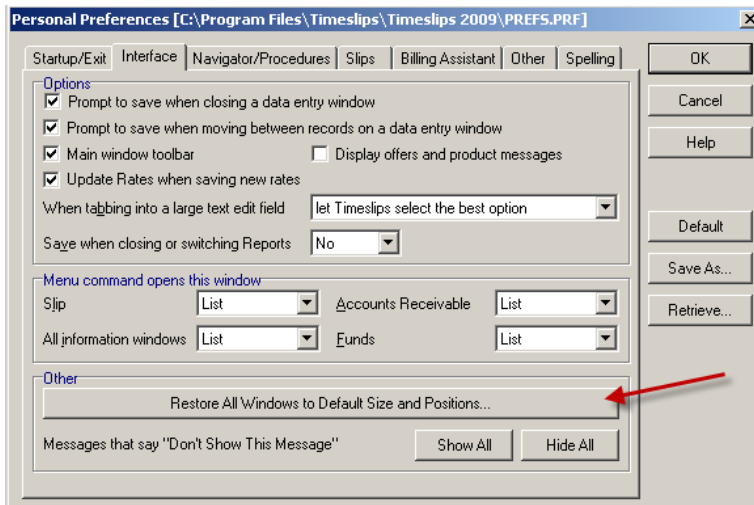 Personal Preferences [C:\Program Files\Timeslips\Timeslips 2009\PREFS.PRF]
Startup/Exit Interface Navigator/Procedures Slips Billing Assistant Other Spelling
OK
Cancel
Help
Default
Save As...
Retrieve...
Options
Prompt to save when closing a data entry window
Prompt to save when moving between records on a data entry window
Main window toolbar Display offers and product messages
Update Rates when saving new rates
When tabbing into a large text edit field let Timeslips select the best option
Save when closing or switching Reports No
Menu command opens this window
Slip List Accounts Receivable List
All information windows List Funds List
Other
Restore All Windows to Default Size and Positions...
Messages that say "Don't Show This Message" Show All Hide All